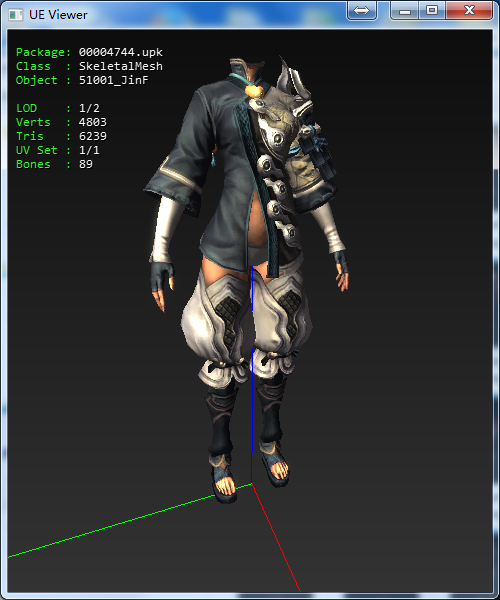 UE Viewer
Package: 00004744.upk
Class : SkeletalMesh
Object : 51001_JinF
LOD : 1/2
Verts : 4803
Tris : 6239
UV Set : 1/1
Bones : 89